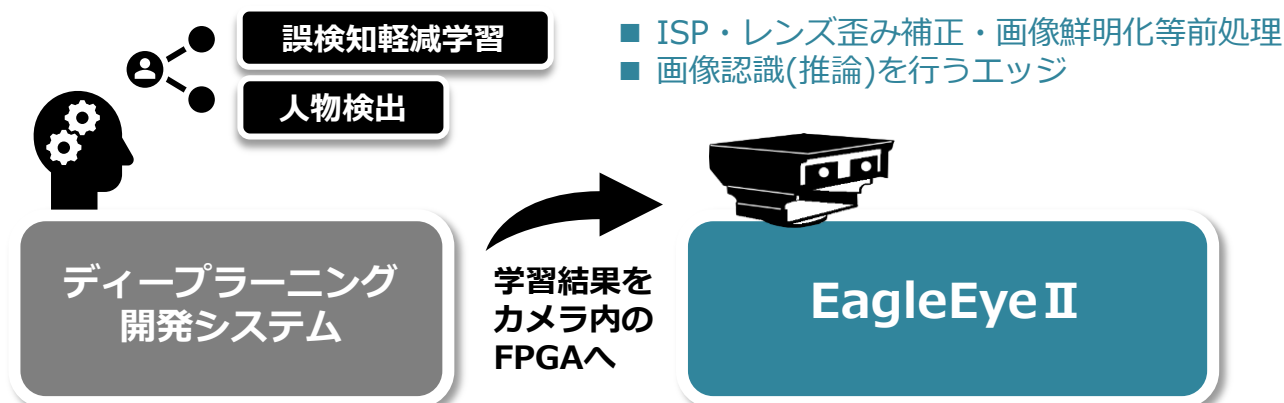 誤検知軽減学習
人物検出
■ ISP・レンズ歪み補正・画像鮮明化等前処理
■ 画像認識(推論)を行うエッジ
ディープラーニング
開発システム
学習結果を
カメラ内の
FPGAへ
EagleEyeⅡ